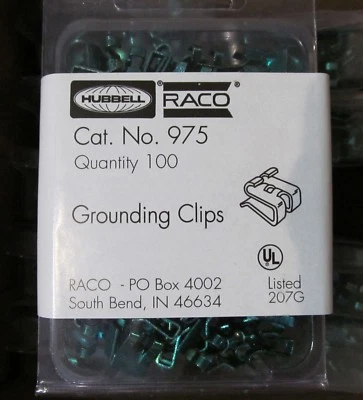 HUBBELL RACO
Cat. No. 975
Quantity 100
Grounding Clips
UL
RACO - PO Box 4002 Listed
South Bend, IN 46634 207G